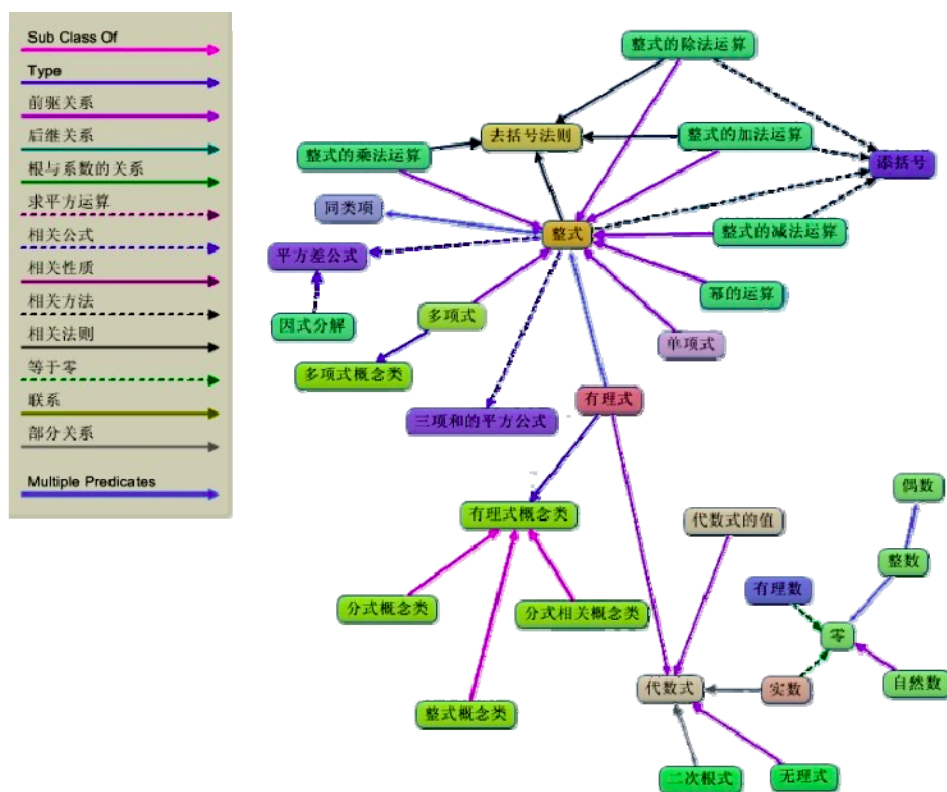 Sub Class Of
Type
前驱关系
后继关系
根与系数的关系
求平方运算
相关公式
相关性质
相关方法
相关法则
等于零
联系
部分关系
Multiple Predicates
整式的除法运算
去括号法则
整式的加法运算
整式的乘法运算
添括号
同类项
整式
整式的减法运算
平方差公式
幂的运算
多项式
因式分解
单项式
多项式概念类
有理式
三项和的平方公式
偶数
有理式概念类
代数式的值
整数
有理数
分式概念类
分式相关概念类
零
自然数
代数式
实数
整式概念类
二次根式
无理式